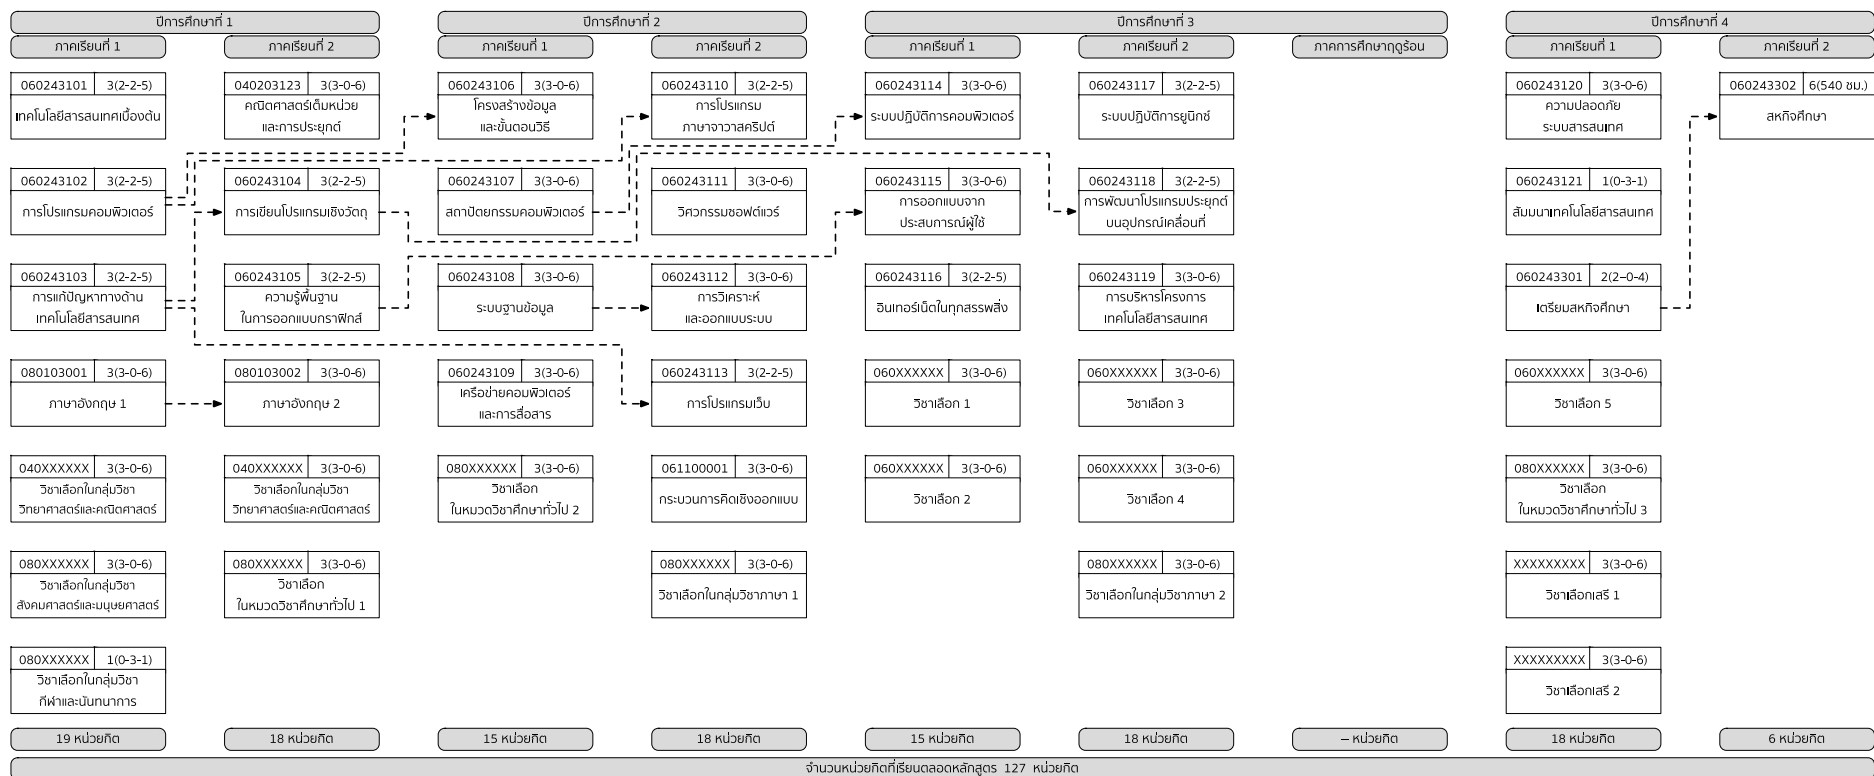 ปีการศึกษาที่ 1
ปีการศึกษาที่ 2
ปีการศึกษาที่ 3
ปีการศึกษาที่ 4
ภาคเรียนที่ 1
ภาคเรียนที่ 2
ภาคเรียนที่ 1
ภาคเรียนที่ 2
ภาคเรียนที่ 1
ภาคเรียนที่ 2
ภาคการศึกษาฤดูร้อน
ภาคเรียนที่ 1
ภาคเรียนที่ 2
060243101 3(2-2-5)
เทคโนโลยีสารสนเทศเบื้องต้น
040203123 3(3-0-6)
คณิตศาสตร์เต็มหน่วย
และการประยุกต์
060243106 3(3-0-6)
โครงสร้างข้อมูล
และขั้นตอนวิธี
060243110 3(2-2-5)
การโปรแกรม
ภาษาจาวาสคริปต์
060243114 3(3-0-6)
ระบบปฏิบัติการคอมพิวเตอร์
060243117 3(2-2-5)
ระบบปฏิบัติการยูนิกซ์
060243120 3(3-0-6)
ความปลอดภัย
ระบบสารสนเทศ
060243302 6(540 ชม.)
สหกิจศึกษา
060243102 3(2-2-5)
การโปรแกรมคอมพิวเตอร์
060243104 3(2-2-5)
การเขียนโปรแกรมเชิงวัตถุ
060243107 3(3-0-6)
สถาปัตยกรรมคอมพิวเตอร์
060243111 3(3-0-6)
วิศวกรรมซอฟต์แวร์
060243115 3(3-0-6)
การออกแบบจาก
ประสบการณ์ผู้ใช้
060243118 3(2-2-5)
การพัฒนาโปรแกรมประยุกต์
บนอุปกรณ์เคลื่อนที่
060243121 1(0-3-1)
สัมมนาเทคโนโลยีสารสนเทศ
060243103 3(2-2-5)
การแก้ปัญหาทางด้าน
เทคโนโลยีสารสนเทศ
060243105 3(2-2-5)
ความรู้พื้นฐาน
ในการออกแบบกราฟิกส์
060243108 3(3-0-6)
ระบบฐานข้อมูล
060243112 3(3-0-6)
การวิเคราะห์
และออกแบบระบบ
060243116 3(2-2-5)
อินเทอร์เน็ตในทุกสรรพสิ่ง
060243119 3(3-0-6)
การบริหารโครงการ
เทคโนโลยีสารสนเทศ
060243301 2(2-0-4)
เตรียมสหกิจศึกษา
080103001 3(3-0-6)
ภาษาอังกฤษ 1
080103002 3(3-0-6)
ภาษาอังกฤษ 2
060243109 3(3-0-6)
เครือข่ายคอมพิวเตอร์
และการสื่อสาร
060243113 3(2-2-5)
การโปรแกรมเว็บ
060XXXXXX 3(3-0-6)
วิชาเลือก 1
060XXXXXX 3(3-0-6)
วิชาเลือก 3
060XXXXXX 3(3-0-6)
วิชาเลือก 5
040XXXXXX 3(3-0-6)
วิชาเลือกในกลุ่มวิชา
วิทยาศาสตร์และคณิตศาสตร์
040XXXXXX 3(3-0-6)
วิชาเลือกในกลุ่มวิชา
วิทยาศาสตร์และคณิตศาสตร์
080XXXXXX 3(3-0-6)
วิชาเลือก
ในหมวดวิชาศึกษาทั่วไป 2
061100001 3(3-0-6)
กระบวนการคิดเชิงออกแบบ
060XXXXXX 3(3-0-6)
วิชาเลือก 2
060XXXXXX 3(3-0-6)
วิชาเลือก 4
080XXXXXX 3(3-0-6)
วิชาเลือก
ในหมวดวิชาศึกษาทั่วไป 3
080XXXXXX 3(3-0-6)
วิชาเลือกในกลุ่มวิชา
สังคมศาสตร์และมนุษยศาสตร์
080XXXXXX 3(3-0-6)
วิชาเลือก
ในหมวดวิชาศึกษาทั่วไป 1
080XXXXXX 3(3-0-6)
วิชาเลือกในกลุ่มวิชาภาษา 1
080XXXXXX 3(3-0-6)
วิชาเลือกในกลุ่มวิชาภาษา 2
XXXXXXXXX 3(3-0-6)
วิชาเลือกเสรี 1
080XXXXXX 1(0-3-1)
วิชาเลือกในกลุ่มวิชา
กีฬาและนันทนาการ
XXXXXXXXX 3(3-0-6)
วิชาเลือกเสรี 2
19 หน่วยกิต
18 หน่วยกิต
15 หน่วยกิต
18 หน่วยกิต
15 หน่วยกิต
18 หน่วยกิต
– หน่วยกิต
18 หน่วยกิต
6 หน่วยกิต
จำนวนหน่วยกิตที่เรียนตลอดหลักสูตร 127 หน่วยกิต